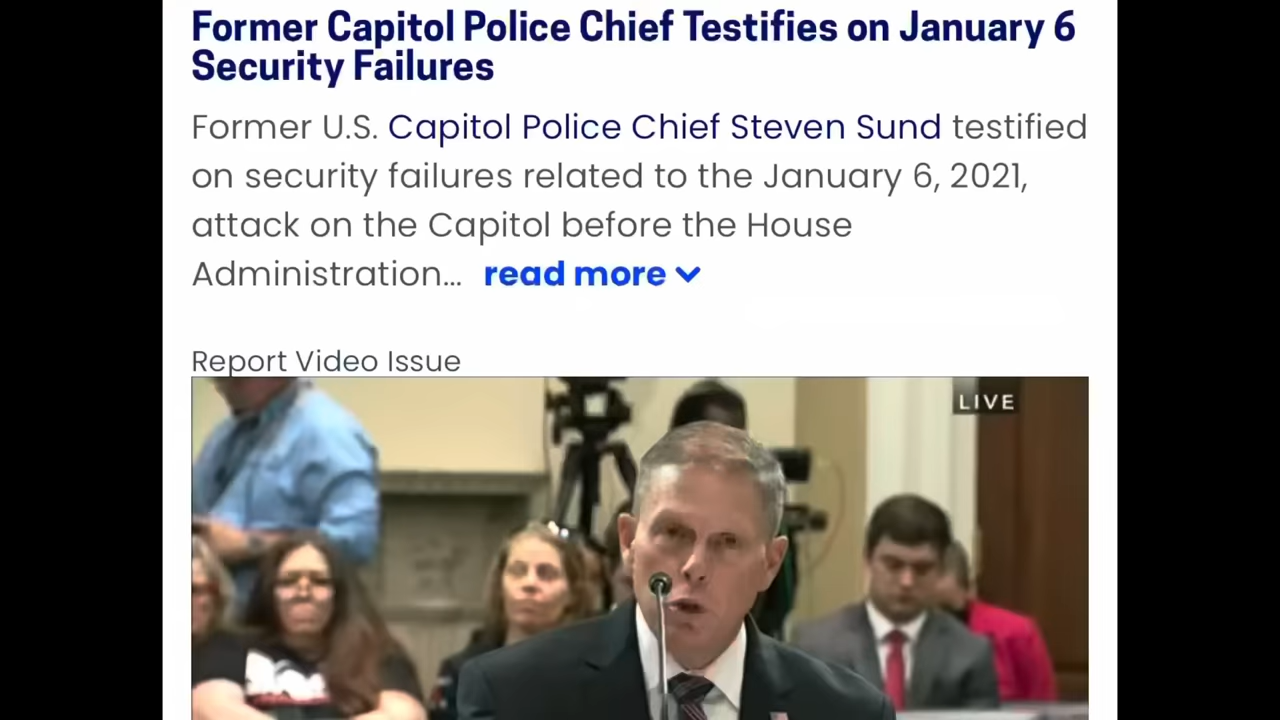 Former Capitol Police Chief Testifies on January 6
Security Failures
Former U.S. Capitol Police Chief Steven Sund testified
on security failures related to the January 6, 2021,
attack on the Capitol before the House
Administration... read more
Report Video Issue
LIVE